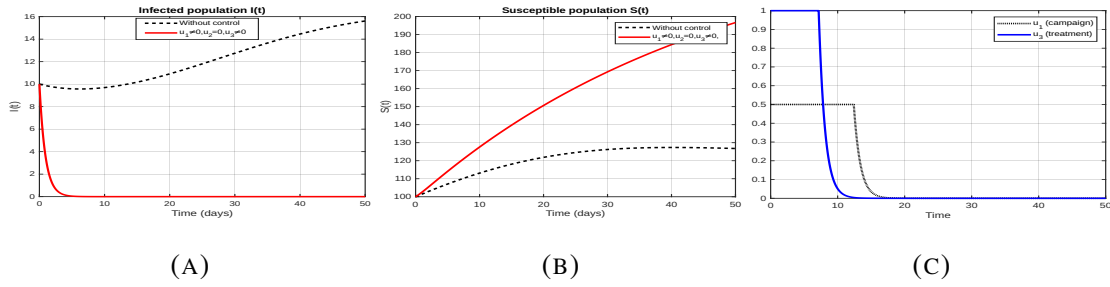 Infected population I(t)
16
14
12
10
8
6
4
2
0
I(t)
Without control
u1≠0,u2=0,u3≠0
0 10 20 30 40 50
Time (days)
(A)
Susceptible population S(t)
200
190
180
170
160
150
140
130
120
110
100
S(t)
Without control
u1≠0,u2=0,u3≠0,
0 10 20 30 40 50
Time (days)
(B)
1
0.9
0.8
0.7
0.6
0.5
0.4
0.3
0.2
0.1
0
u1 (campaign)
u3 (treatment)
0 10 20 30 40 50
Time
(C)